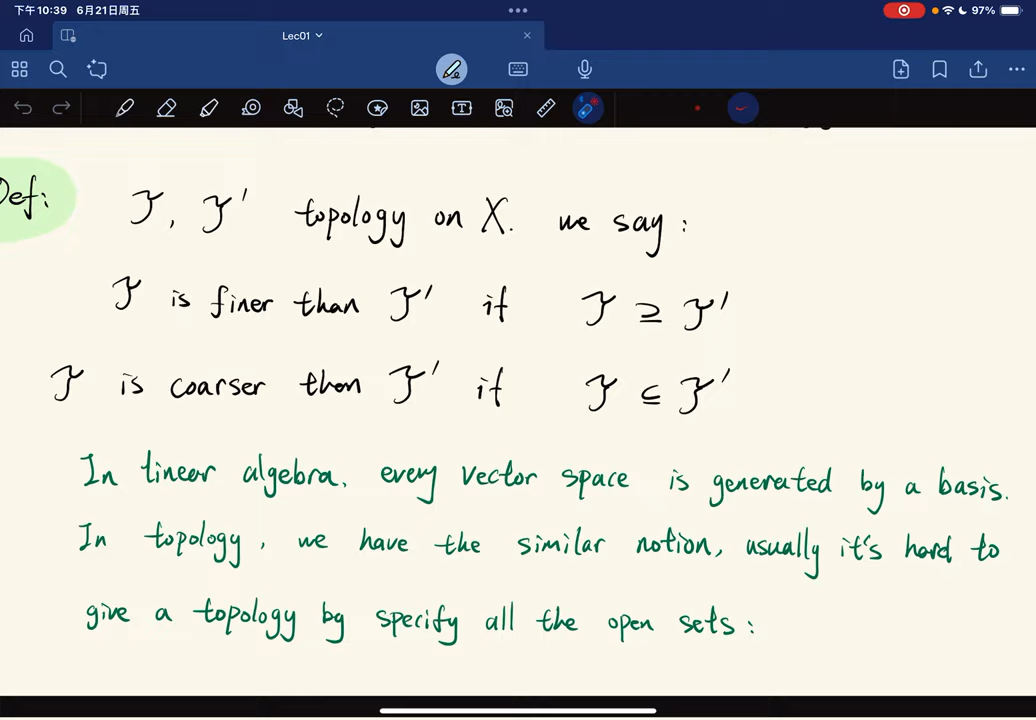 下午10:39 6月21日周五
97%
Lec01
Def: 𝒯, 𝒯′ topology on X. we say:
𝒯 is finer than 𝒯′ if 𝒯 ⊇ 𝒯′
𝒯 is coarser than 𝒯′ if 𝒯 ⊆ 𝒯′
In linear algebra, every vector space is generated by a basis.
In topology, we have the similar notion, usually it's hard to
give a topology by specify all the open sets: